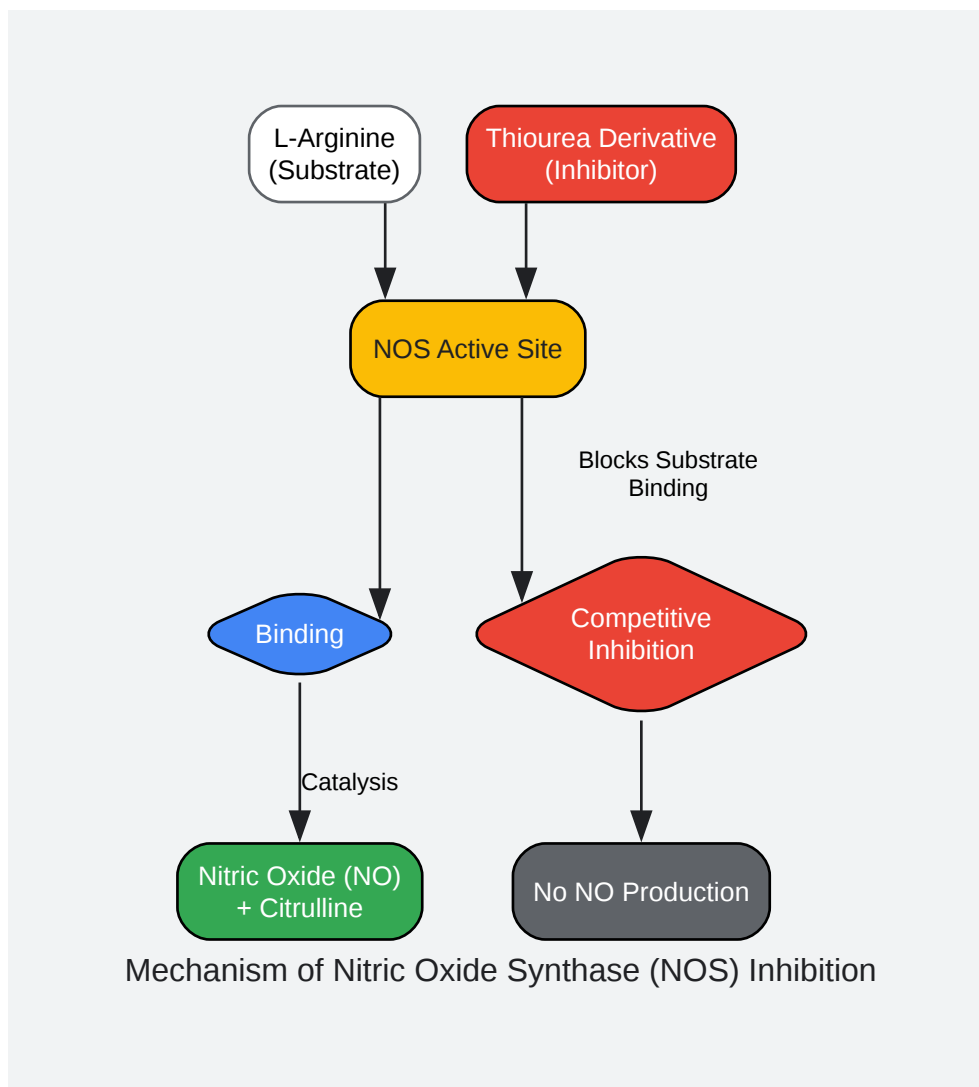 L-Arginine
(Substrate)
Thiourea Derivative
(Inhibitor)
NOS Active Site
Blocks Substrate
Binding
Binding
Competitive
Inhibition
Catalysis
Nitric Oxide (NO)
+ Citrulline
No NO Production
Mechanism of Nitric Oxide Synthase (NOS) Inhibition